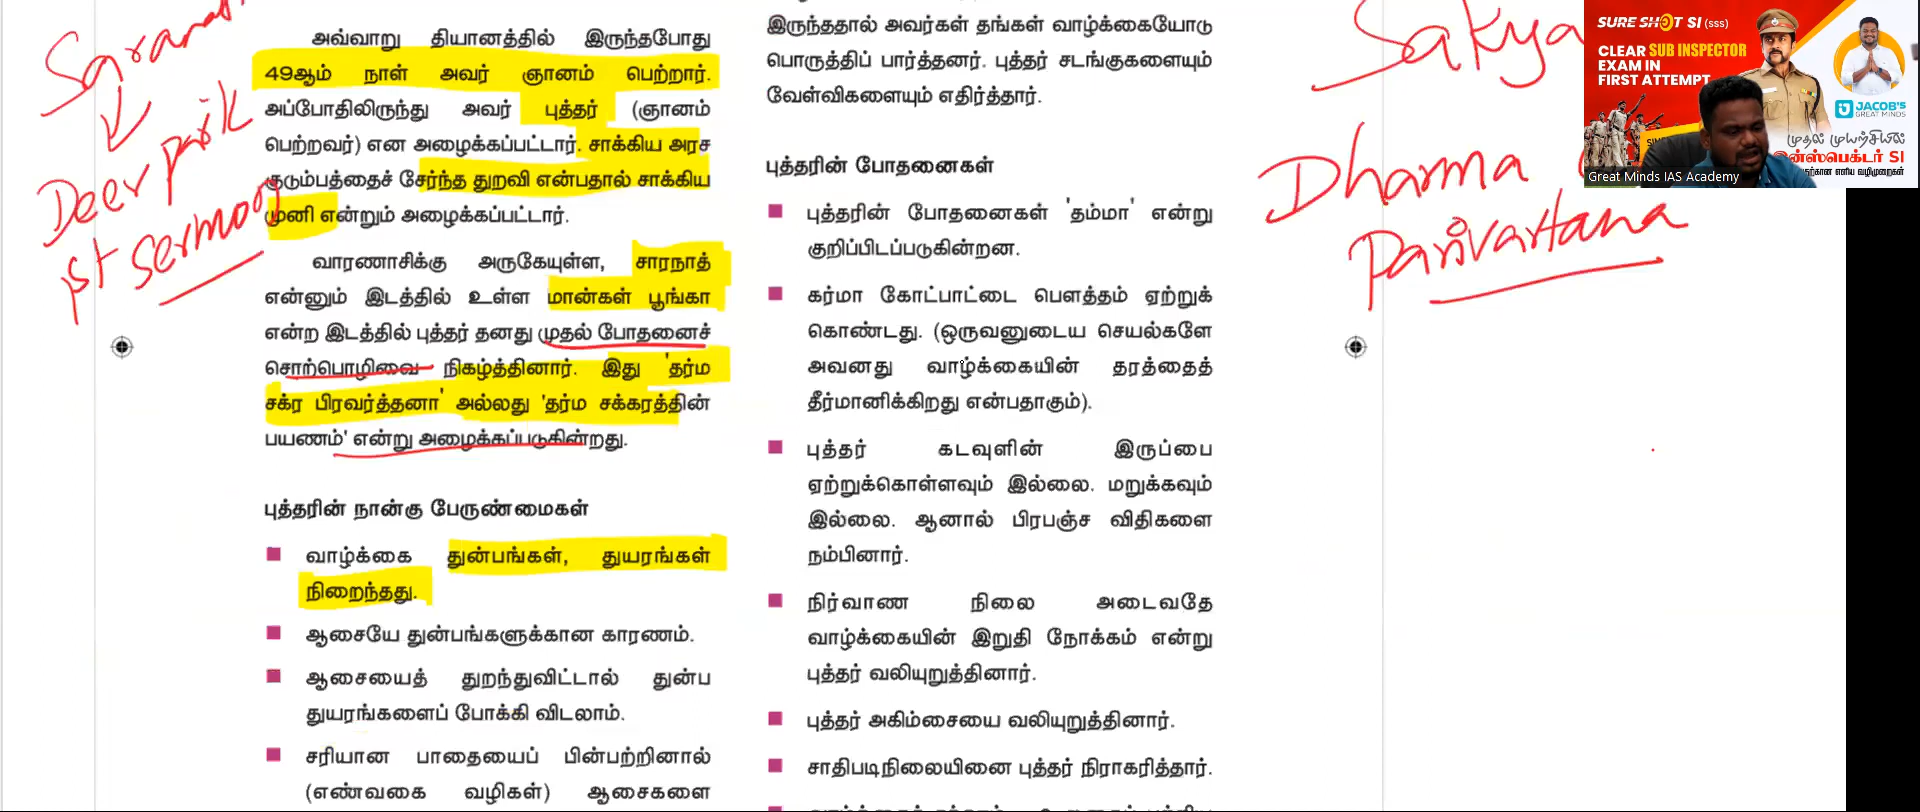 அவ்வாறு தியானத்தில் இருந்தபோது
49ஆம் நாள் அவர் ஞானம் பெற்றார்.
அப்போதிலிருந்து அவர் புத்தர் (ஞானம்
பெற்றவர்) என அழைக்கப்பட்டார். சாக்கிய அரச
குடும்பத்தைச் சேர்ந்த துறவி என்பதால் சாக்கிய
முனி என்றும் அழைக்கப்பட்டார்.
வாரணாசிக்கு அருகேயுள்ள, சாரநாத்
என்னும் இடத்தில் உள்ள மான்கள் பூங்கா
என்ற இடத்தில் புத்தர் தனது முதல் போதனைச்
சொற்பொழிவை நிகழ்த்தினார். இது 'தர்ம
சக்ர பிரவர்த்தனா' அல்லது 'தர்ம சக்கரத்தின்
பயணம்' என்று அழைக்கப்படுகின்றது.
புத்தரின் நான்கு பேருண்மைகள்
வாழ்க்கை துன்பங்கள், துயரங்கள்
நிறைந்தது.
ஆசையே துன்பங்களுக்கான காரணம்.
ஆசையைத் துறந்துவிட்டால் துன்ப
துயரங்களைப் போக்கி விடலாம்.
சரியான பாதையைப் பின்பற்றினால்
(எண்வகை வழிகள்) ஆசைகளை
Deer park
1st Sermon
இருந்ததால் அவர்கள் தங்கள் வாழ்க்கையோடு
பொருத்திப் பார்த்தனர். புத்தர் சடங்குகளையும்
வேள்விகளையும் எதிர்த்தார்.
புத்தரின் போதனைகள்
புத்தரின் போதனைகள் 'தம்மா' என்று
குறிப்பிடப்படுகின்றன.
கர்மா கோட்பாட்டை பௌத்தம் ஏற்றுக்
கொண்டது. (ஒருவனுடைய செயல்களே
அவனது வாழ்க்கையின் தரத்தைத்
தீர்மானிக்கிறது என்பதாகும்).
புத்தர் கடவுளின் இருப்பை
ஏற்றுக்கொள்ளவும் இல்லை. மறுக்கவும்
இல்லை. ஆனால் பிரபஞ்ச விதிகளை
நம்பினார்.
நிர்வாண நிலை அடைவதே
வாழ்க்கையின் இறுதி நோக்கம் என்று
புத்தர் வலியுறுத்தினார்.
புத்தர் அகிம்சையை வலியுறுத்தினார்.
சாதிபடிநிலையினை புத்தர் நிராகரித்தார்.
Sakya
Dharma
Parivartana
SURE SHOT SI (sss)
CLEAR SUB INSPECTOR
EXAM IN
FIRST ATTEMPT
JACOB'S
GREAT MINDS
முதல் முயற்சியில்
இன்ஸ்பெக்டர் SI
Great Minds IAS Academy